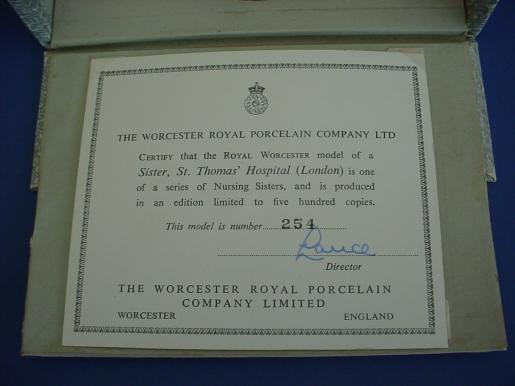 THE WORCESTER ROYAL PORCELAIN COMPANY LTD
CERTIFY that the ROYAL WORCESTER model of a
Sister, St. Thomas' Hospital (London) is one
of a series of Nursing Sisters, and is produced
in an edition limited to five hundred copies.
This model is number 254
Director
THE WORCESTER ROYAL PORCELAIN
COMPANY LIMITED
WORCESTER ENGLAND